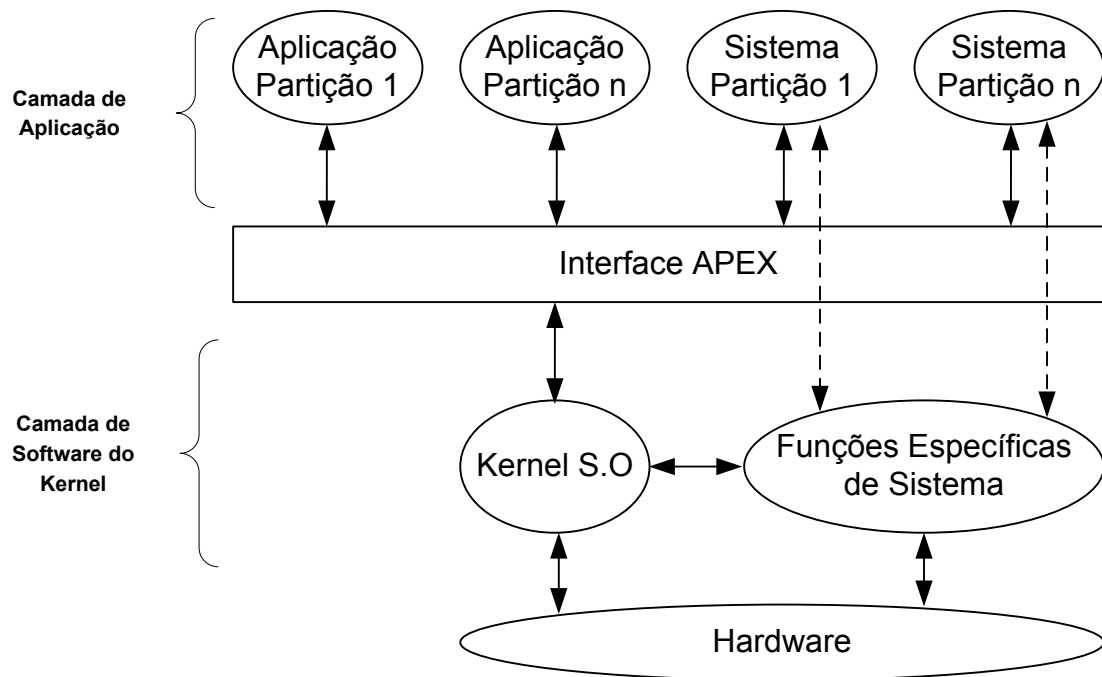 Aplicação
Partição 1
Aplicação
Partição n
Sistema
Partição 1
Sistema
Partição n
Camada de
Aplicação
Interface APEX
Camada de
Software do
Kernel
Kernel S.O
Funções Específicas
de Sistema
Hardware